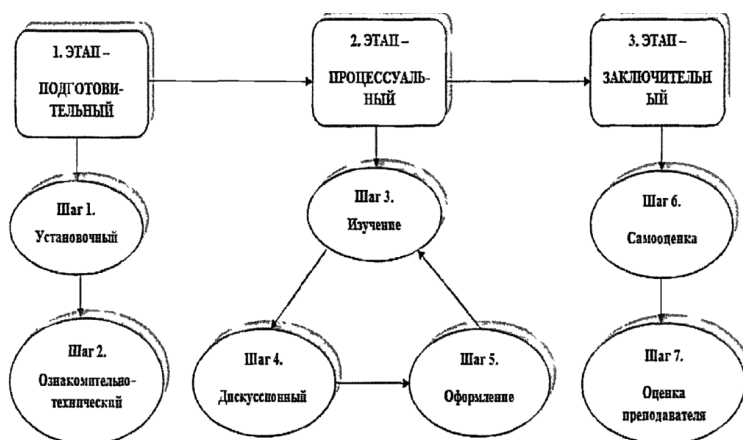 1. ЭТАП –
ПОДГОТОВИ-
ТЕЛЬНЫЙ
2. ЭТАП –
ПРОЦЕССУАЛЬ-
НЫЙ
3. ЭТАП –
ЗАКЛЮЧИТЕЛЬН
ЫЙ
Шаг 1.
Установочный
Шаг 3.
Изучение
Шаг 6.
Самооценка
Шаг 2.
Ознакомительно-
технический
Шаг 4.
Дискуссионный
Шаг 5.
Оформление
Шаг 7.
Оценка
преподавателя